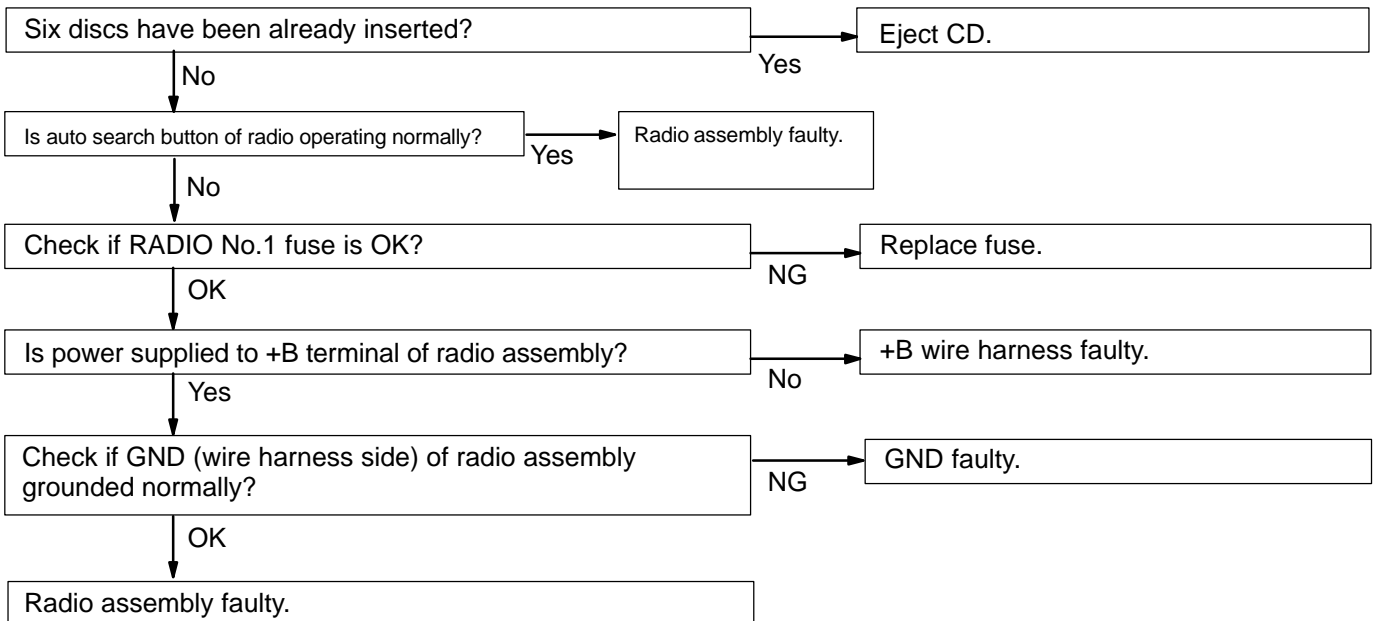 Six discs have been already inserted?
Eject CD.
Yes
No
Is auto search button of radio operating normally?
Radio assembly faulty.
Yes
No
Check if RADIO No.1 fuse is OK?
Replace fuse.
NG
OK
Is power supplied to +B terminal of radio assembly?
+B wire harness faulty.
No
Yes
Check if GND (wire harness side) of radio assembly
grounded normally?
GND faulty.
NG
OK
Radio assembly faulty.